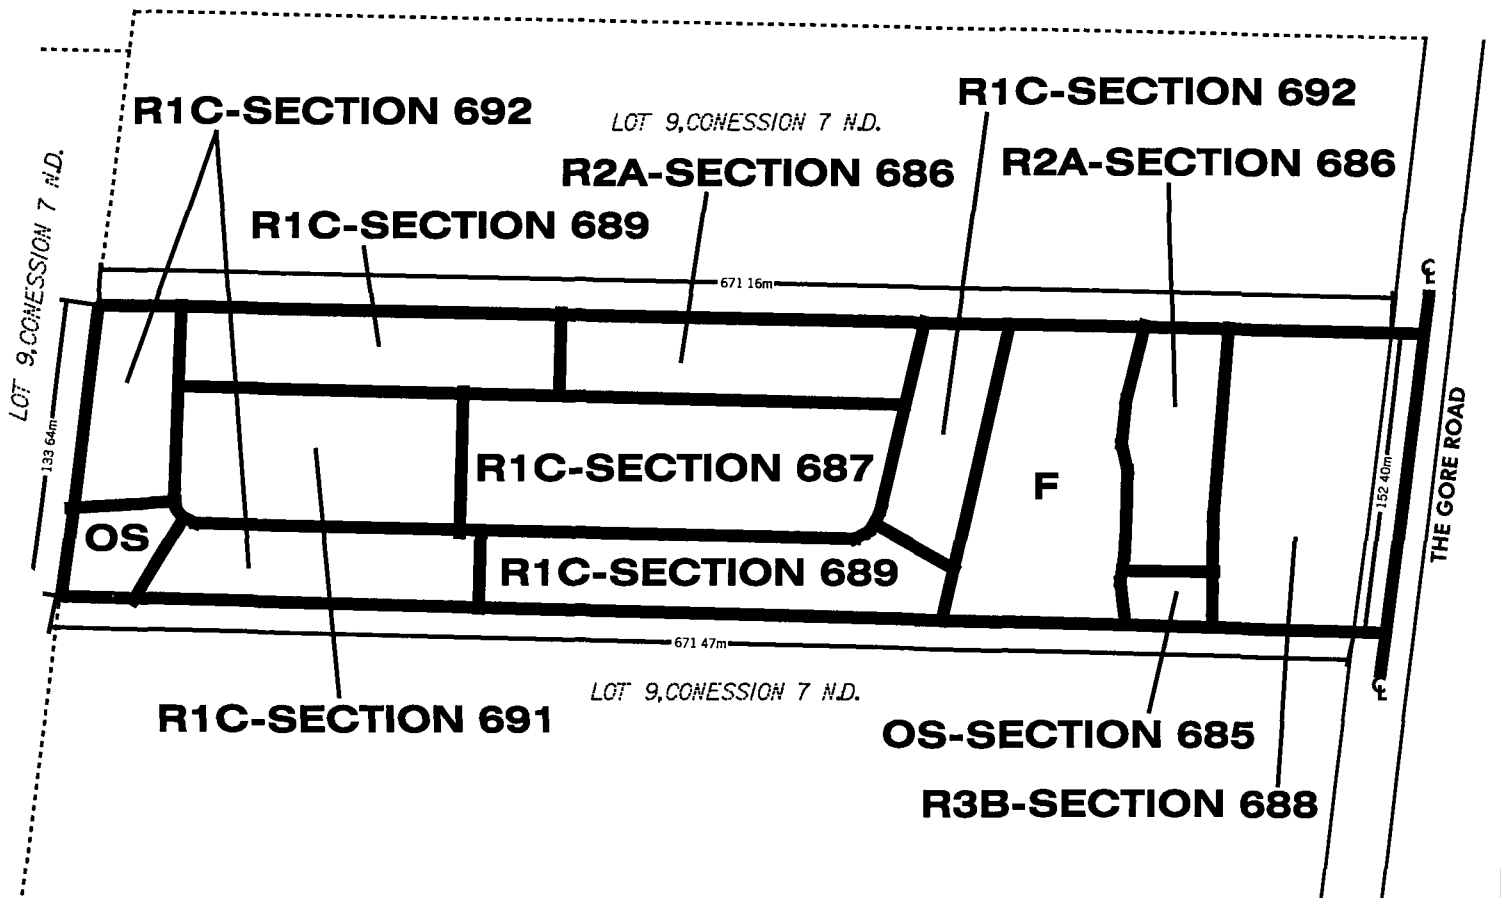 R1C-SECTION 692
R1C-SECTION 692
LOT 9,CONESSION 7 N.D.
R2A-SECTION 686
R2A-SECTION 686
R1C-SECTION 689
LOT 9,CONESSION 7 N.D.
671 16m
℄
133 64m
R1C-SECTION 687
F
152 40m
THE GORE ROAD
OS
R1C-SECTION 689
671 47m
LOT 9,CONESSION 7 N.D.
℄
R1C-SECTION 691
OS-SECTION 685
R3B-SECTION 688